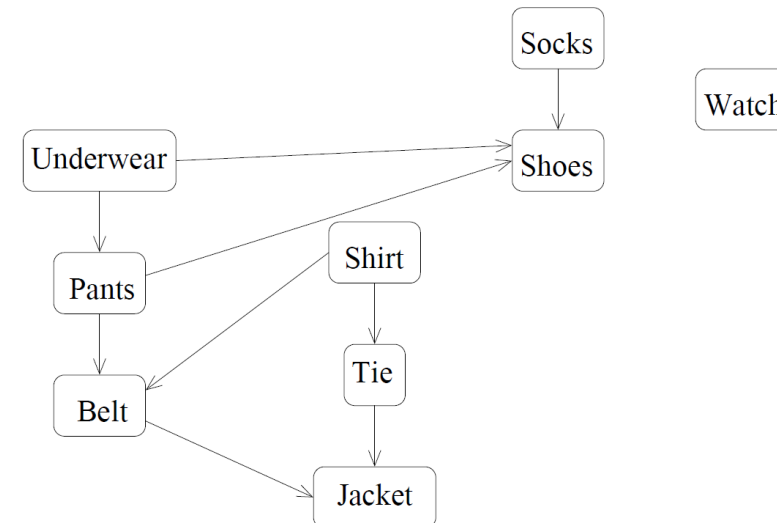 Socks
Watch
Underwear
Shoes
Shirt
Pants
Tie
Belt
Jacket